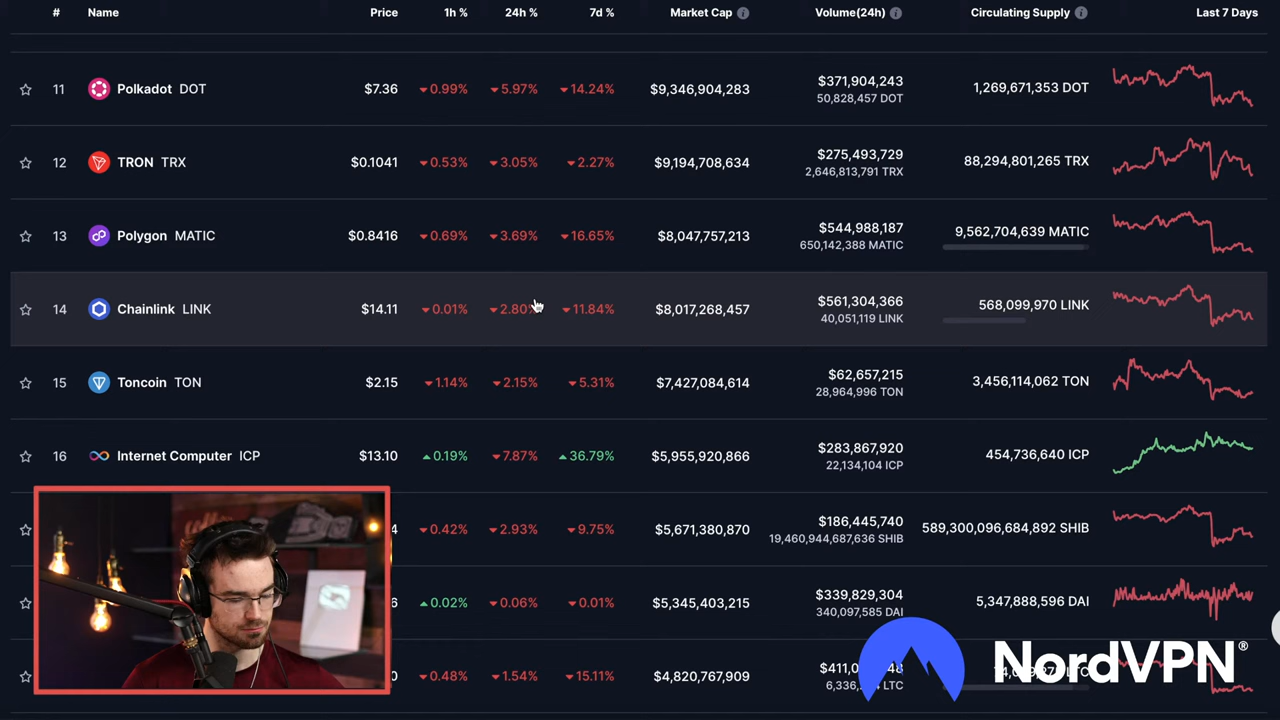 # Name Price 1h % 24h % 7d % Market Cap Volume(24h) Circulating Supply Last 7 Days
11 Polkadot DOT $7.36 0.99% 5.97% 14.24% $9,346,904,283 $371,904,243 1,269,671,353 DOT
50,828,457 DOT
12 TRON TRX $0.1041 0.53% 3.05% 2.27% $9,194,708,634 $275,493,729 88,294,801,265 TRX
2,646,813,791 TRX
13 Polygon MATIC $0.8416 0.69% 3.69% 16.65% $8,047,757,213 $544,988,187 9,562,704,639 MATIC
650,142,388 MATIC
14 Chainlink LINK $14.11 0.01% 2.80% 11.84% $8,017,268,457 $561,304,366 568,099,970 LINK
40,051,119 LINK
15 Toncoin TON $2.15 1.14% 2.15% 5.31% $7,427,084,614 $62,657,215 3,456,114,062 TON
28,964,996 TON
16 Internet Computer ICP $13.10 0.19% 7.87% 36.79% $5,955,920,866 $283,867,920 454,736,640 ICP
22,134,104 ICP
0.42% 2.93% 9.75% $5,671,380,870 $186,445,740 589,300,096,684,892 SHIB
19,460,944,687,636 SHIB
0.02% 0.06% 0.01% $5,345,403,215 $339,829,304 5,347,888,596 DAI
340,097,585 DAI
0.48% 1.54% 15.11% $4,820,767,909
LTC
NordVPN®